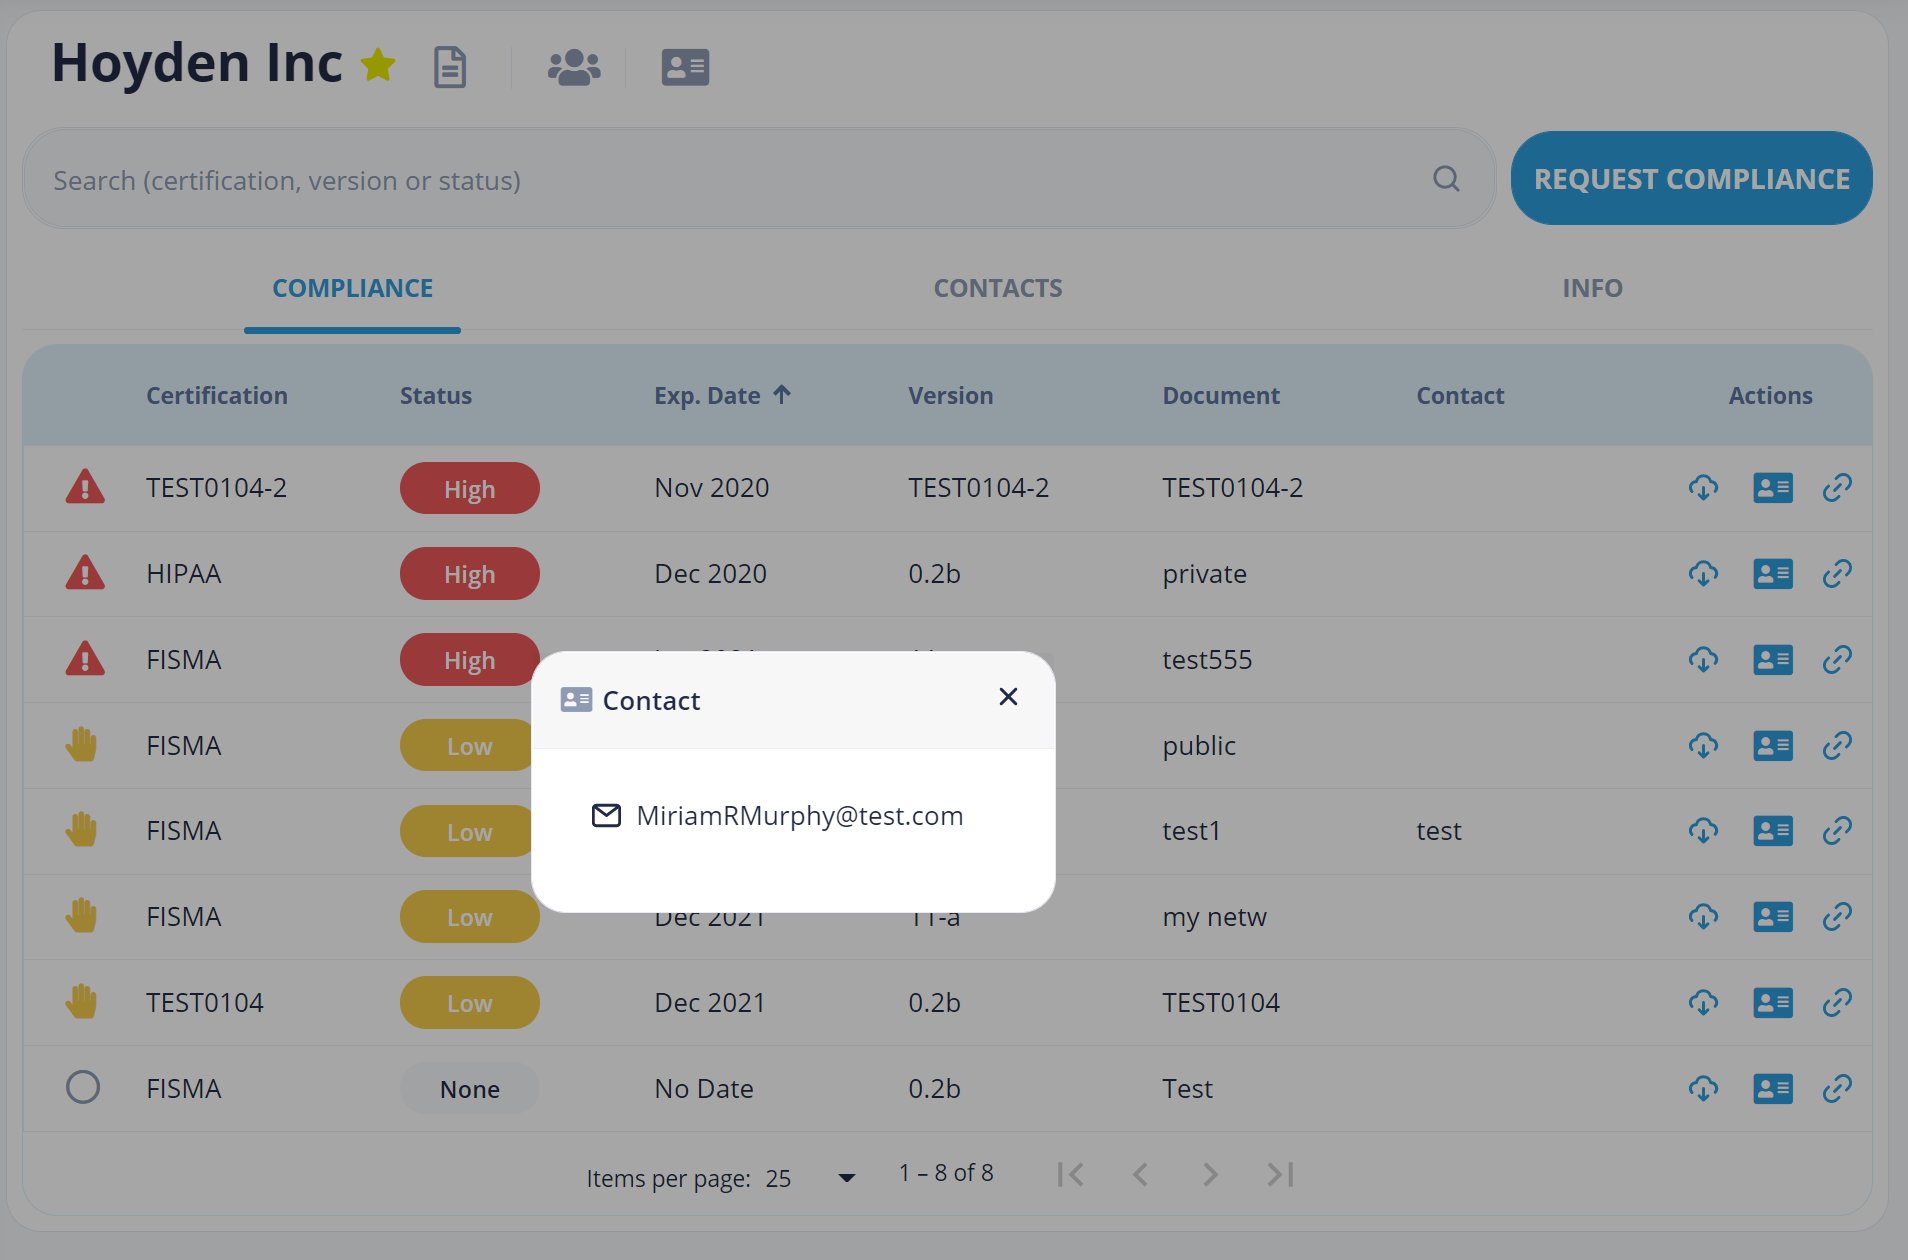 Hoyden Inc
Search (certification, version or status)
REQUEST COMPLIANCE
COMPLIANCE CONTACTS INFO
Certification Status Exp. Date Version Document Contact Actions
TEST0104-2 High Nov 2020 TEST0104-2 TEST0104-2
HIPAA High Dec 2020 0.2b private
FISMA High test555
FISMA Low public
FISMA Low test1 test
FISMA Low Dec 2021 11-a my netw
TEST0104 Low Dec 2021 0.2b TEST0104
FISMA None No Date 0.2b Test
Contact
MiriamRMurphy@test.com
Items per page: 25 1 – 8 of 8